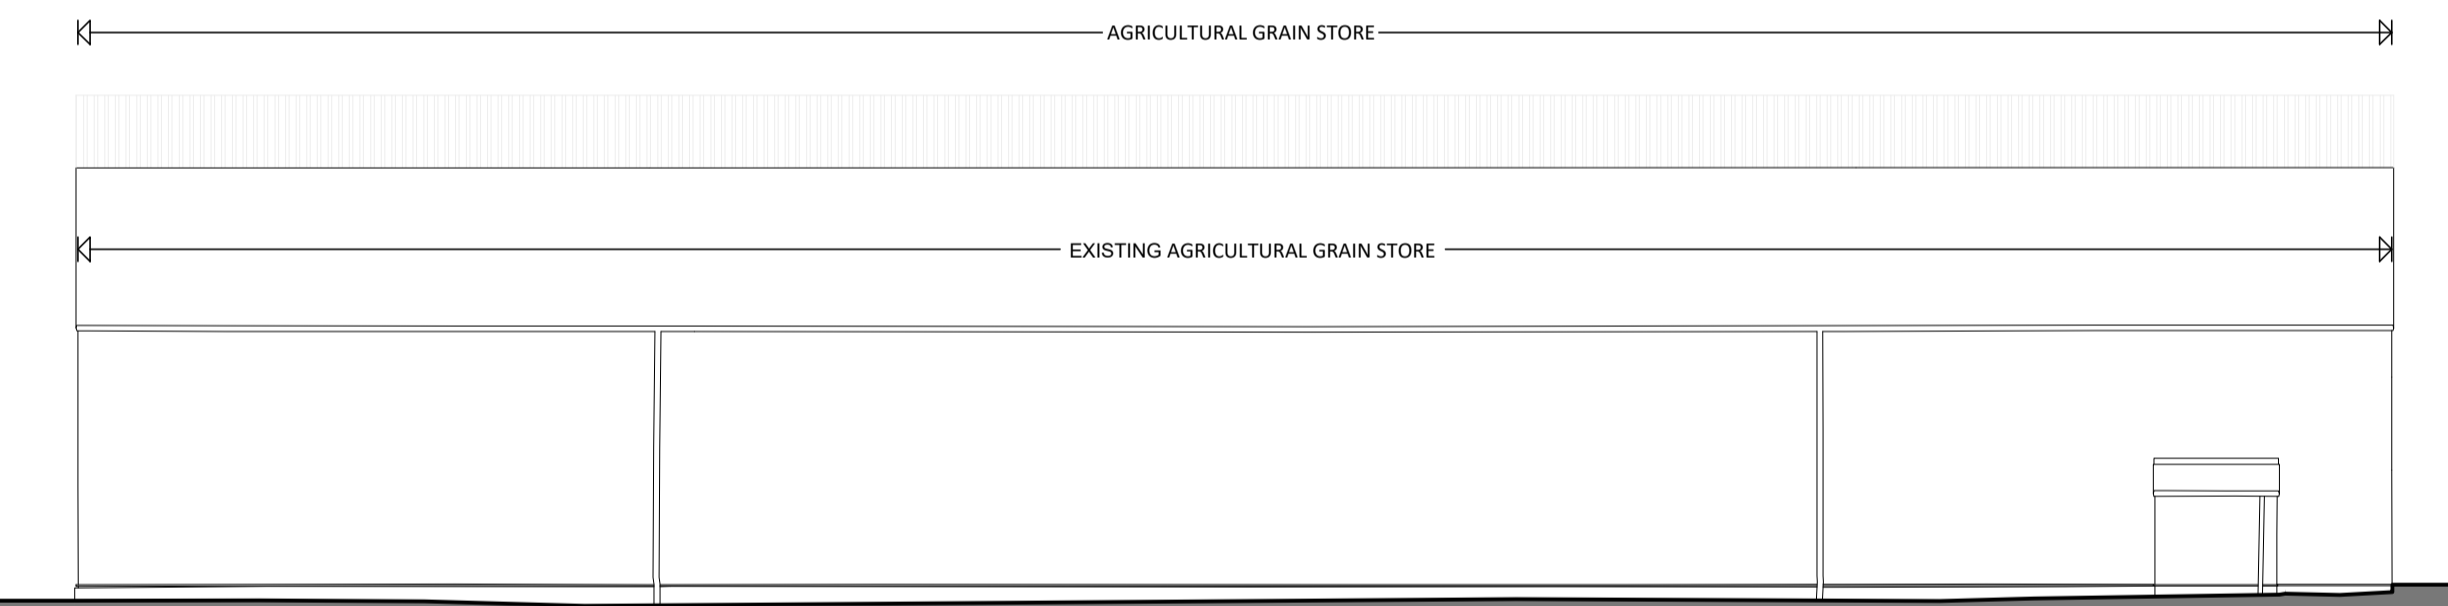 AGRICULTURAL GRAIN STORE
EXISTING AGRICULTURAL GRAIN STORE